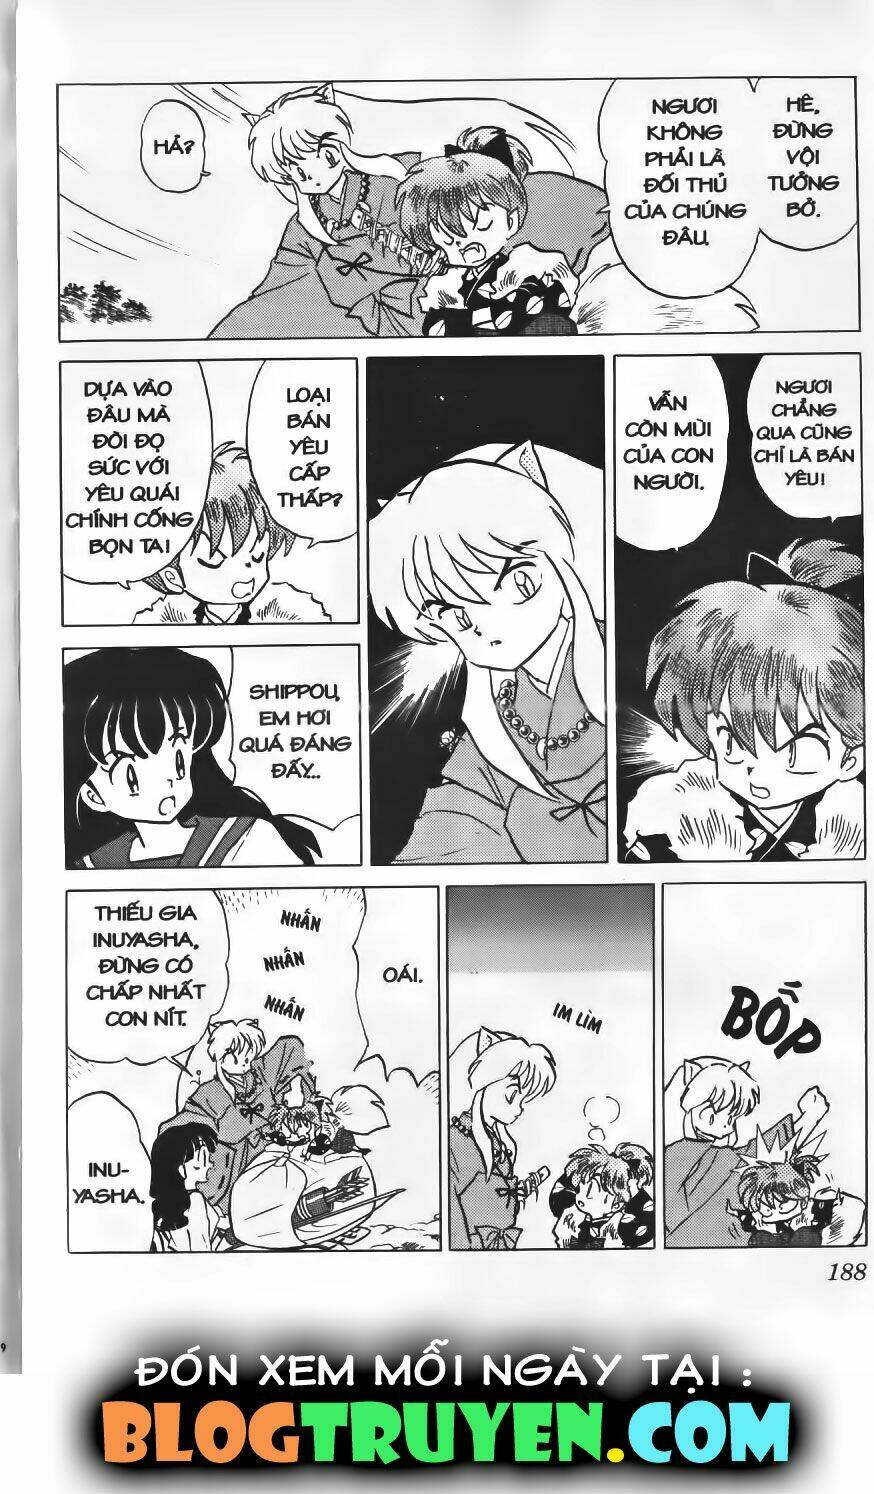 HÊ,
ĐỪNG
VỘI
TƯỞNG
BỞ.
NGƯƠI
KHÔNG
PHẢI LÀ
ĐỐI THỦ
CỦA CHÚNG
ĐÂU.
HẢ?
NGƯƠI
CHẲNG
QUA CŨNG
CHỈ LÀ BÁN
YÊU!
VẪN
CÒN MÙI
CỦA CON
NGƯỜI.
LOẠI
BÁN
YÊU
CẤP
THẤP?
DỰA VÀO
ĐÂU MÀ
ĐÒI ĐỌ
SỨC VỚI
YÊU QUÁI
CHÍNH CỐNG
BỌN TA!
SHIPPOU,
EM HƠI
QUÁ ĐÁNG
ĐẤY...
BỐP
IM LÌM
OÁI.
NHẤN
NHẤN
NHẤN
THIẾU GIA
INUYASHA,
ĐỪNG CÓ
CHẤP NHẤT
CON NÍT.
INU-
YASHA.
188
9
ĐÓN XEM MỖI NGÀY TẠI :
BLOGTRUYEN.COM